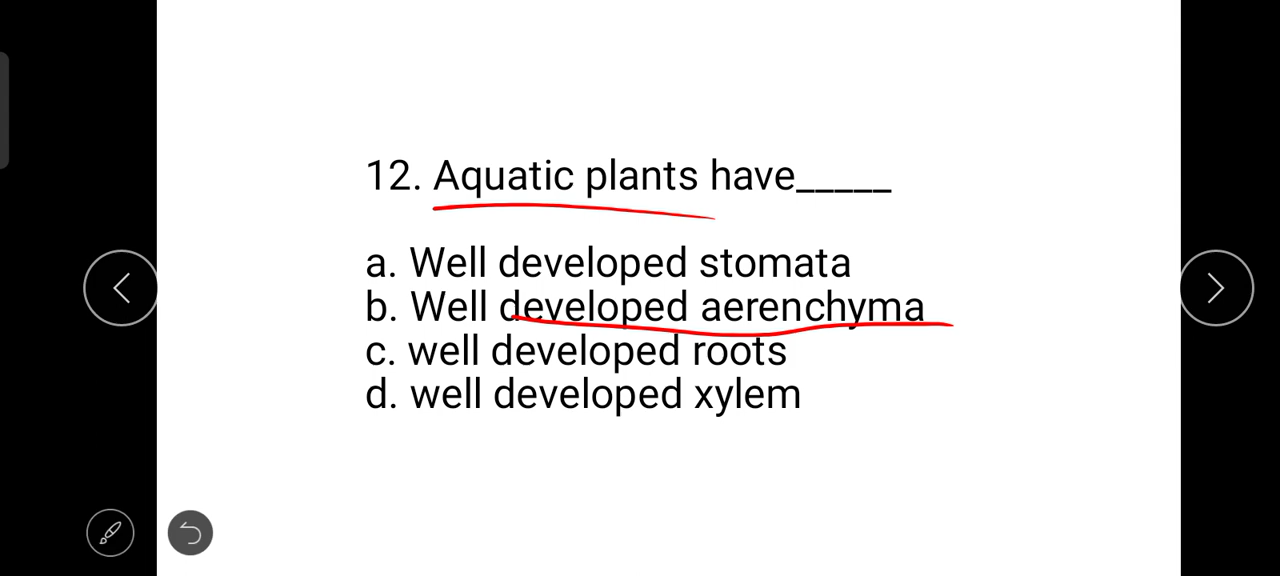 12. Aquatic plants have_____
a. Well developed stomata
b. Well developed aerenchyma
c. well developed roots
d. well developed xylem